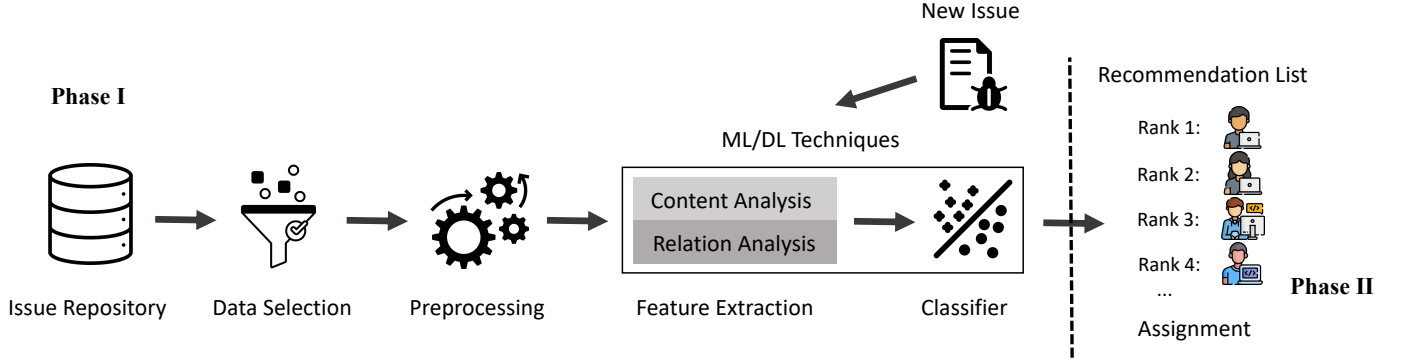 New Issue
Phase I
Recommendation List
Rank 1:
ML/DL Techniques
Rank 2:
Content Analysis
Rank 3:
Relation Analysis
Rank 4:
...
Phase II
Issue Repository
Data Selection
Preprocessing
Feature Extraction
Classifier
Assignment